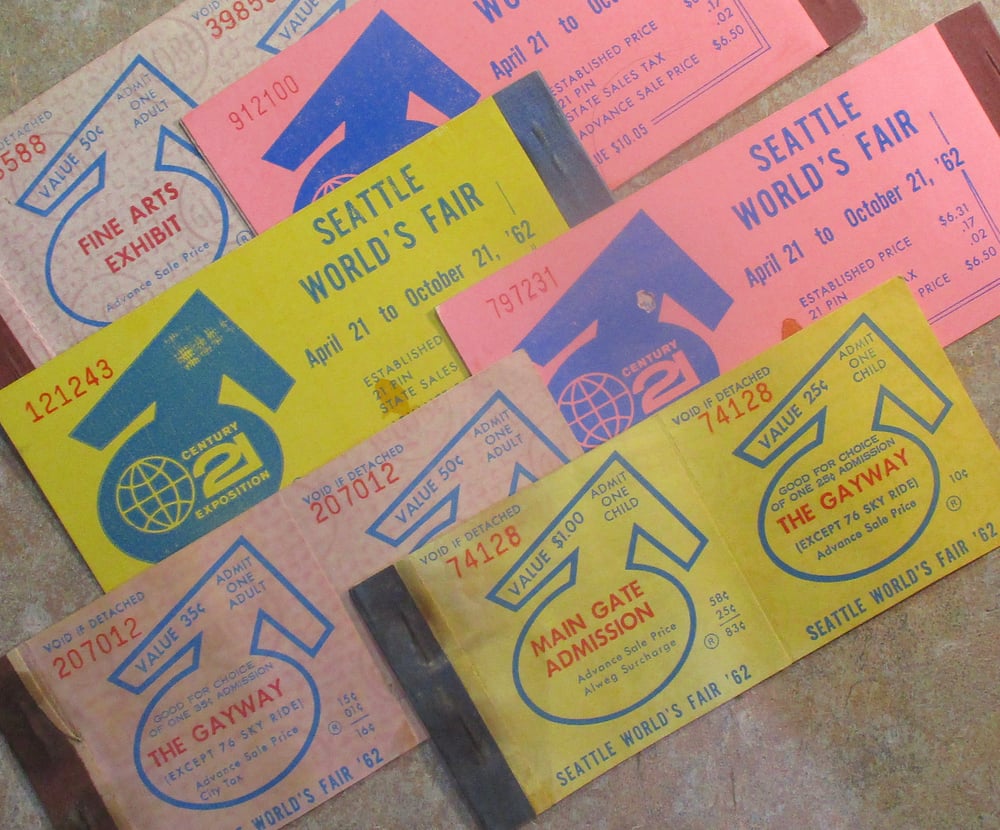 DETACHED
588
VALUE 50¢
ADMIT
ONE
ADULT
FINE ARTS
EXHIBIT
Advance Sale Price
®
VALUE
912100
April 21 to
ESTABLISHED PRICE
21 PIN
STATE SALES TAX
ADVANCE SALE PRICE
.17
.02
$6.50
$10.05
121243
SEATTLE
WORLD'S FAIR
April 21 to October 21, '62
ESTABLISHED
21 PIN
STATE SALES
CENTURY
21
EXPOSITION
797231
SEATTLE
WORLD'S FAIR
April 21 to October 21, '62
ESTABLISHED PRICE
21 PIN
PRICE
$6.31
.17
.02
$6.50
CENTURY
21
VOID IF DETACHED
207012
VALUE 35¢
ADMIT
ONE
ADULT
GOOD FOR CHOICE
OF ONE 35¢ ADMISSION
THE GAYWAY
(EXCEPT 76 SKY RIDE)
Advance Sale Price
City Tax
15¢
01¢
® 16¢
WORLD'S FAIR '62
VOID IF DETACHED
207012
VALUE 50¢
ADMIT
ONE
ADULT
VOID IF DETACHED
74128
VALUE $1.00
ADMIT
ONE
CHILD
MAIN GATE
ADMISSION
Advance Sale Price
Alweg Surcharge
58¢
25¢
® 83¢
SEATTLE WORLD'S FAIR '62
VOID IF DETACHED
74128
VALUE 25¢
ADMIT
ONE
CHILD
GOOD FOR CHOICE
OF ONE 25¢ ADMISSION
THE GAYWAY
(EXCEPT 76 SKY RIDE)
Advance Sale Price
10¢
®
SEATTLE WORLD'S FAIR '62